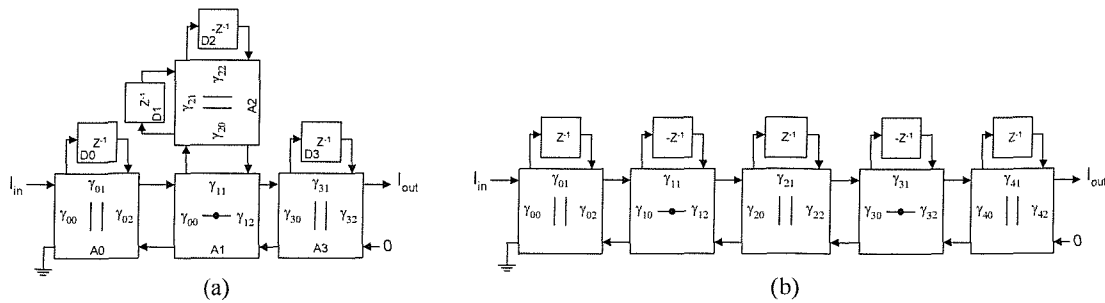 -Z⁻¹
D2
γ₂₂
Z⁻¹
D1
γ₂₁
A2
γ₂₀
Z⁻¹
D0
Z⁻¹
D3
Iᵢₙ
γ₀₁
γ₁₁
γ₃₁
Iₒᵤₜ
γ₀₀ γ₀₂
γ₀₀ γ₁₂
γ₃₀ γ₃₂
A0
A1
A3
0
(a)
Z⁻¹
-Z⁻¹
Z⁻¹
-Z⁻¹
Z⁻¹
Iᵢₙ
γ₀₁
γ₁₁
γ₂₁
γ₃₁
γ₄₁
Iₒᵤₜ
γ₀₀ γ₀₂
γ₁₀ γ₁₂
γ₂₀ γ₂₂
γ₃₀ γ₃₂
γ₄₀ γ₄₂
0
(b)